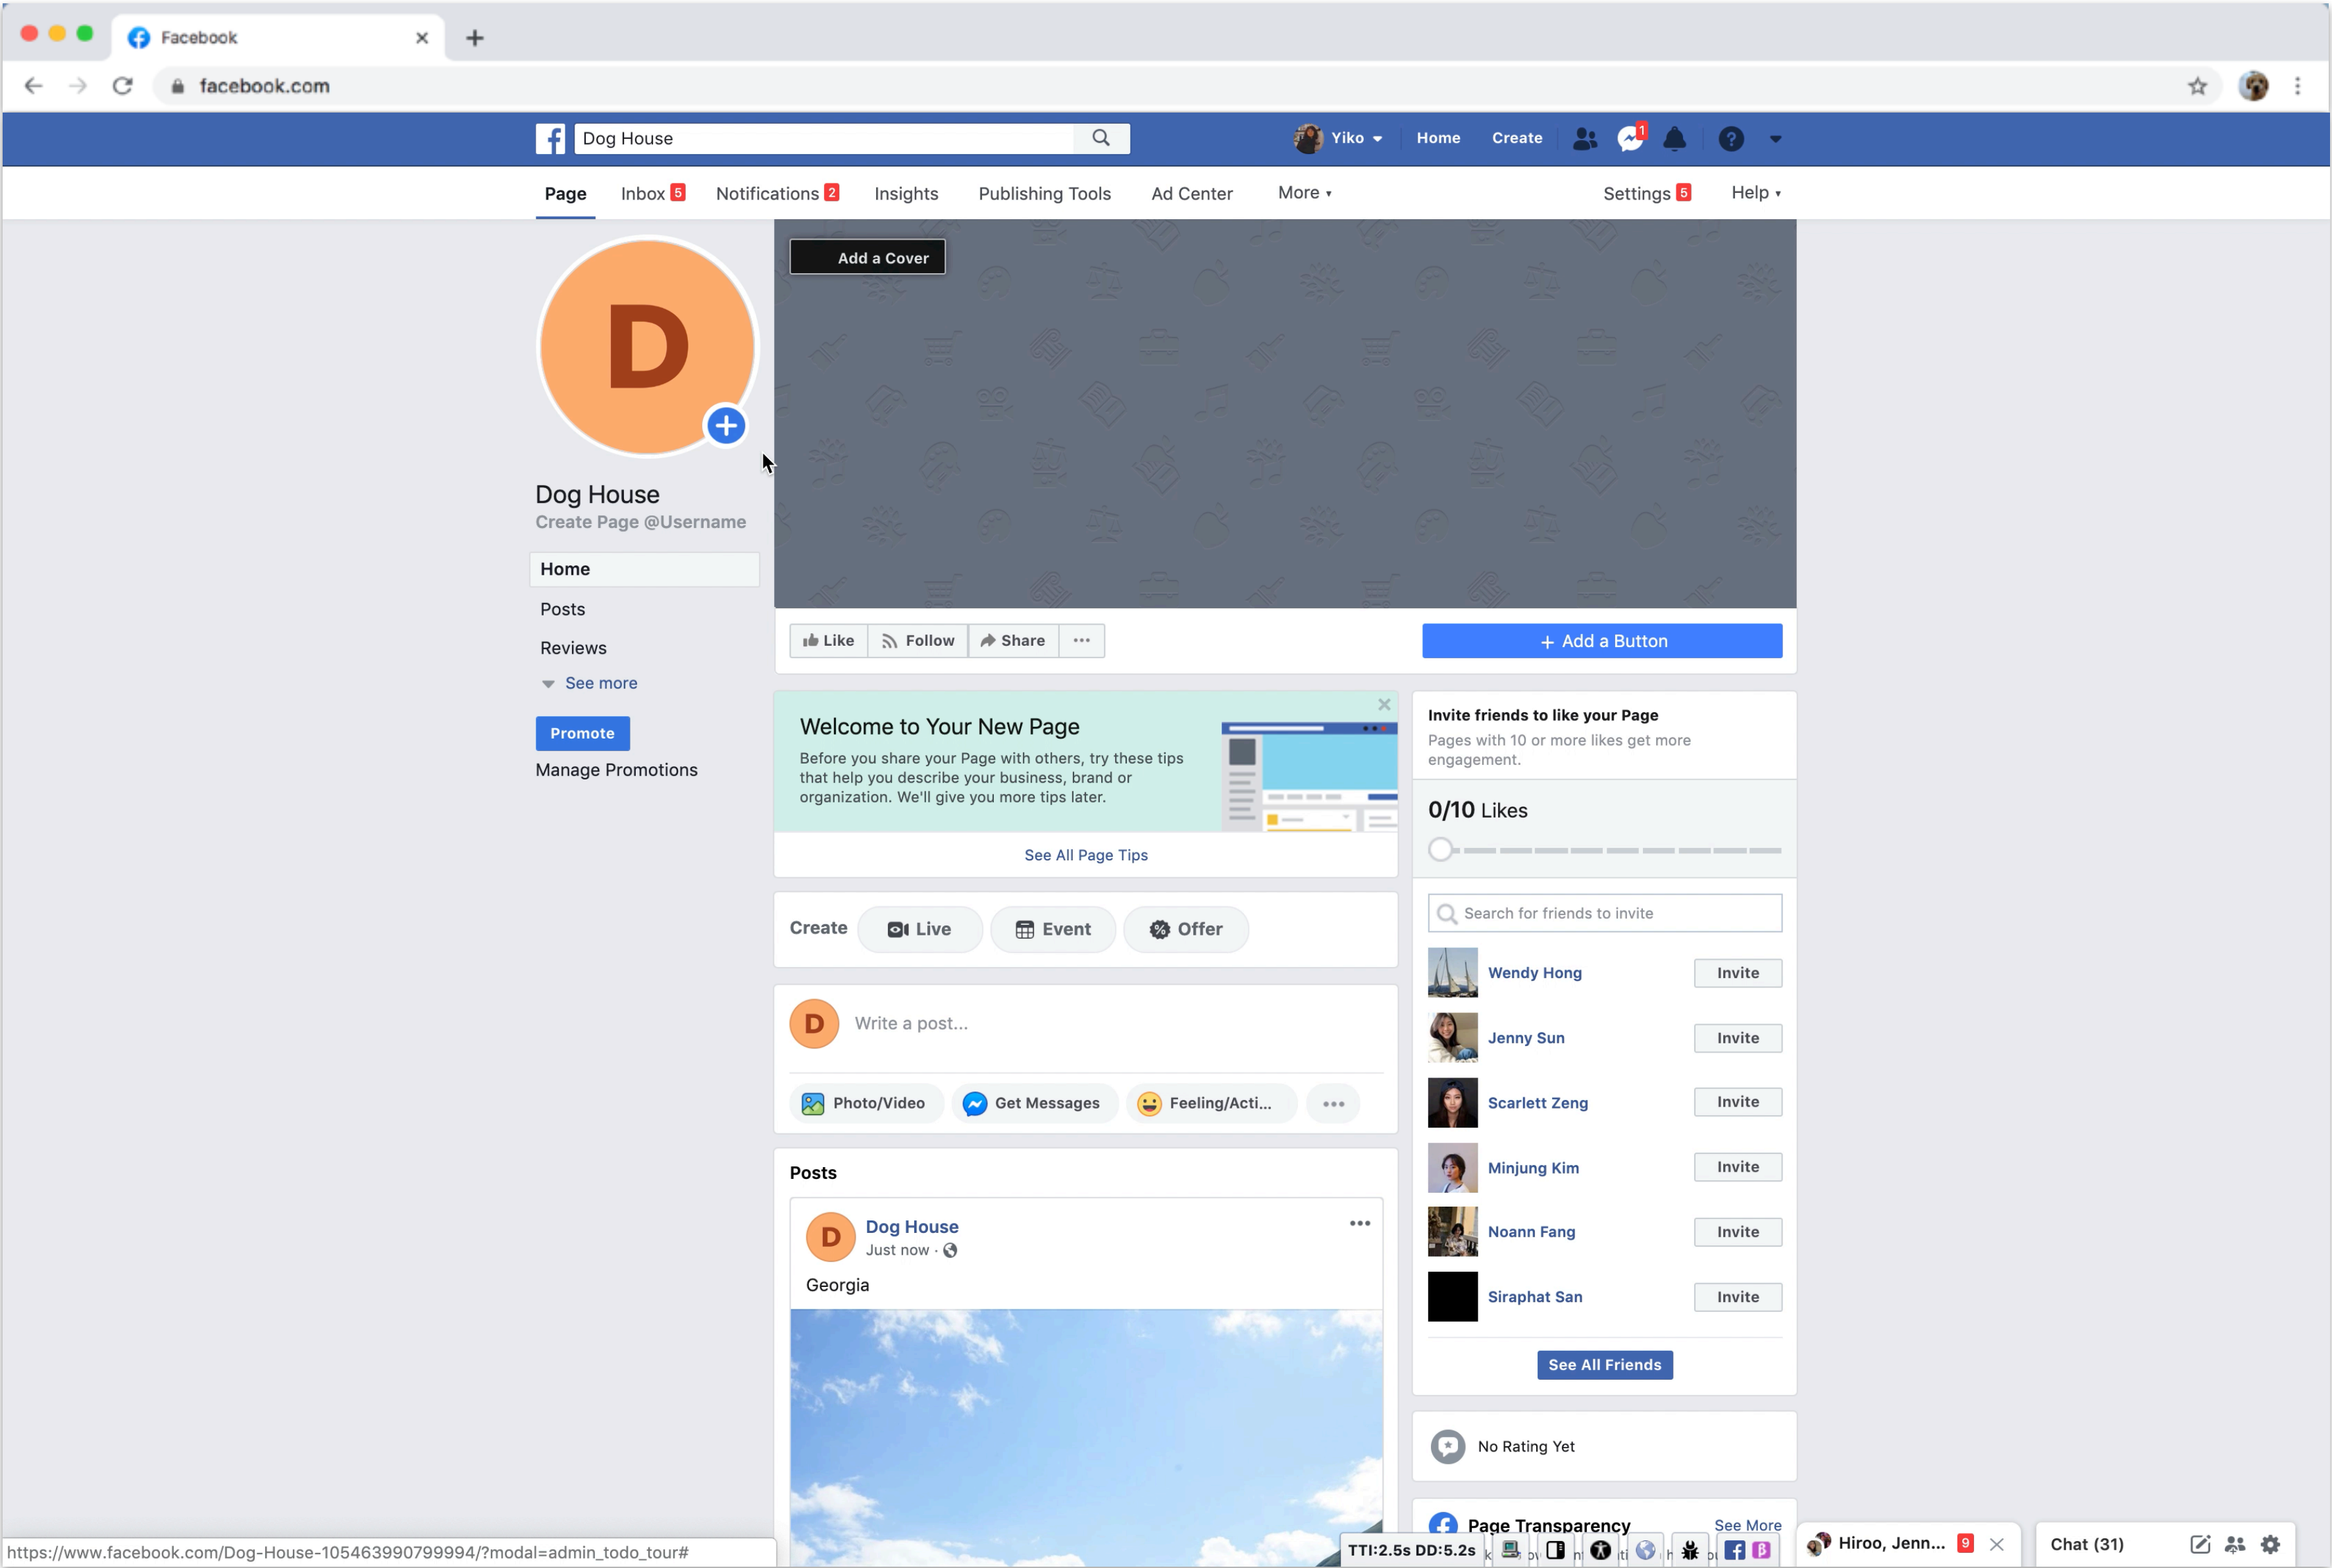 Facebook
facebook.com
Dog House
Yiko
Home
Create
1
Page
Inbox 5
Notifications 2
Insights
Publishing Tools
Ad Center
More
Settings 5
Help
D
Add a Cover
Dog House
Create Page @Username
Home
Posts
Reviews
See more
Promote
Manage Promotions
Like
Follow
Share
+ Add a Button
Welcome to Your New Page
Before you share your Page with others, try these tips
that help you describe your business, brand or
organization. We'll give you more tips later.
See All Page Tips
Create
Live
Event
Offer
D
Write a post...
Photo/Video
Get Messages
Feeling/Acti...
Posts
D
Dog House
Just now ·
Georgia
Invite friends to like your Page
Pages with 10 or more likes get more
engagement.
0/10 Likes
Search for friends to invite
Wendy Hong
Invite
Jenny Sun
Invite
Scarlett Zeng
Invite
Minjung Kim
Invite
Noann Fang
Invite
Siraphat San
Invite
See All Friends
No Rating Yet
Page Transparency
See More
https://www.facebook.com/Dog-House-105463990799994/?modal=admin_todo_tour#
TTI:2.5s DD:5.2s
Hiroo, Jenn... 9
Chat (31)